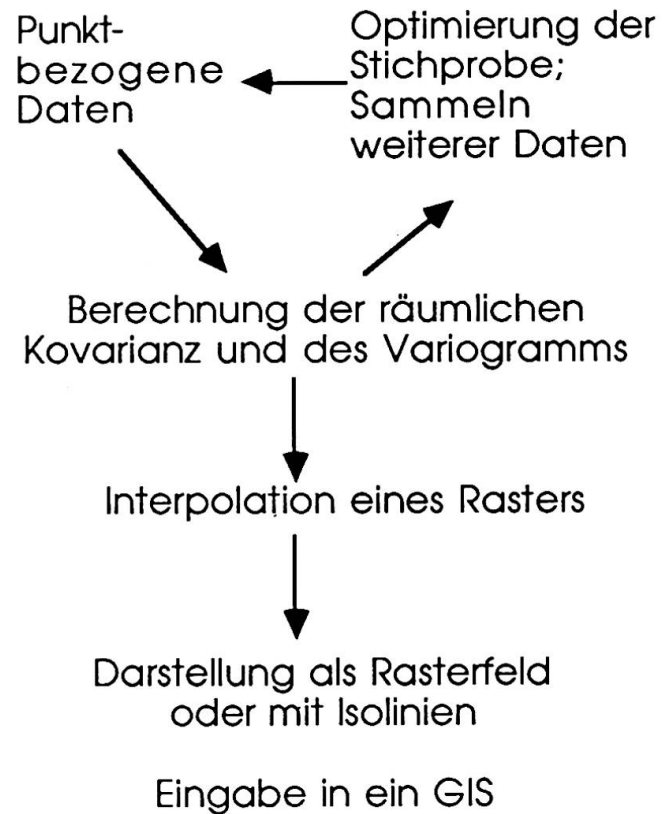 Punkt-
bezogene
Daten
Optimierung der
Stichprobe;
Sammeln
weiterer Daten
Berechnung der räumlichen
Kovarianz und des Variogramms
Interpolation eines Rasters
Darstellung als Rasterfeld
oder mit Isolinien
Eingabe in ein GIS